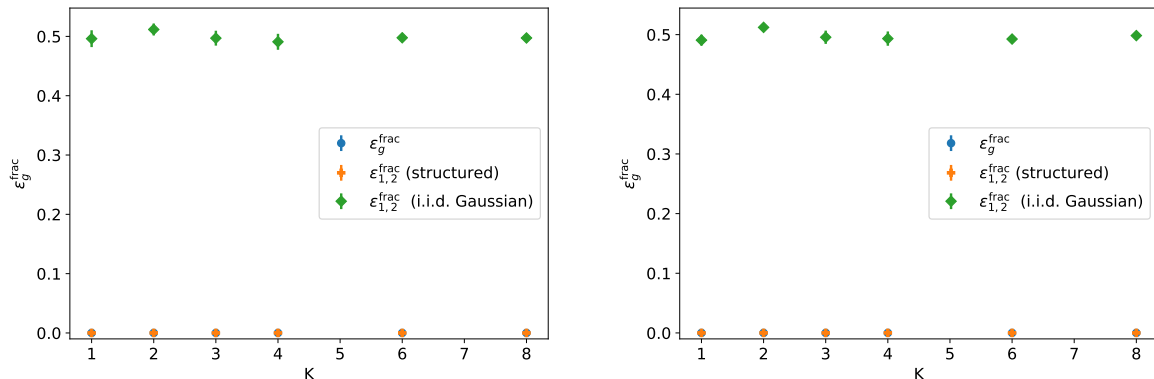 0.5
0.4
0.3
0.2
0.1
0.0
ε_g^frac
ε_g^frac
ε_{1,2}^frac (structured)
ε_{1,2}^frac (i.i.d. Gaussian)
1 2 3 4 5 6 7 8
K
0.5
0.4
0.3
0.2
0.1
0.0
ε_g^frac
ε_g^frac
ε_{1,2}^frac (structured)
ε_{1,2}^frac (i.i.d. Gaussian)
1 2 3 4 5 6 7 8
K